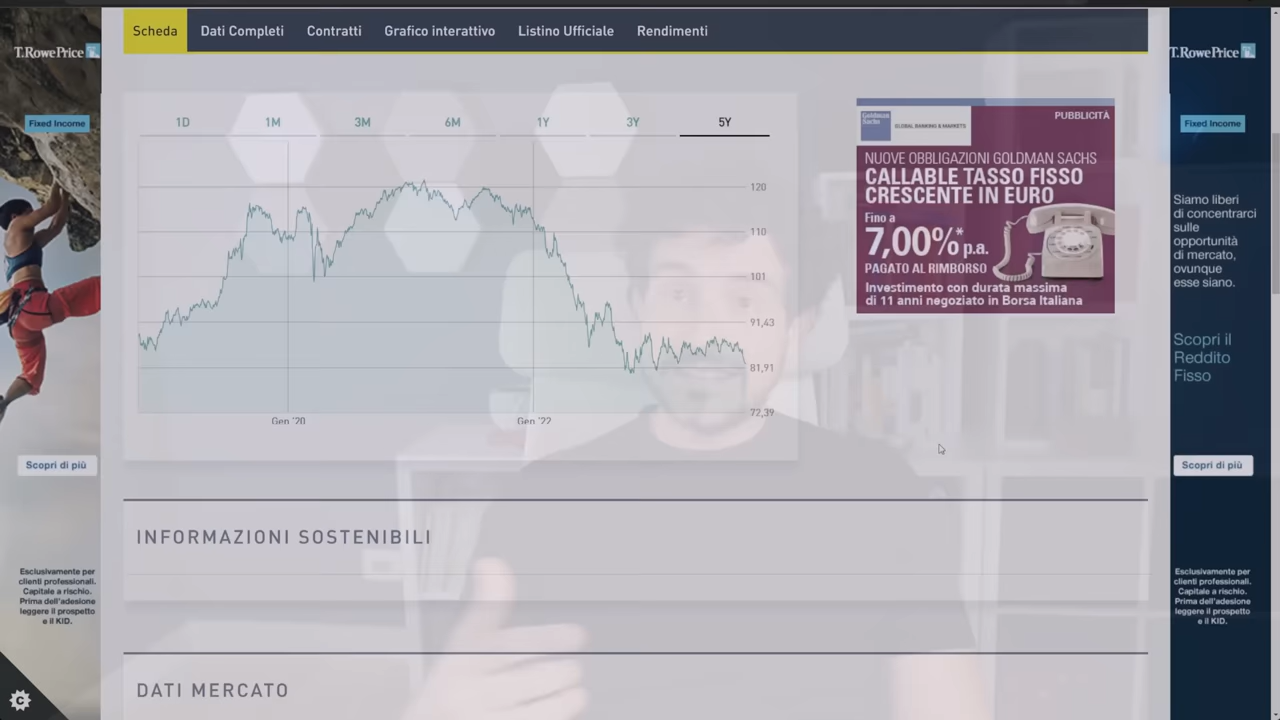 Scheda
Dati Completi
Contratti
Grafico interattivo
Listino Ufficiale
Rendimenti
T.RowePrice
Fixed Income
Scopri di più
Esclusivamente per
clienti professionali.
Capitale a rischio.
Prima dell'adesione
leggere il prospetto
e il KID.
1D
1M
3M
6M
1Y
3Y
5Y
120
110
101
91,43
81,91
72,39
Gen '20
Gen '22
Goldman
Sachs
GLOBAL BANKING & MARKETS
PUBBLICITÀ
NUOVE OBBLIGAZIONI GOLDMAN SACHS
CALLABLE TASSO FISSO
CRESCENTE IN EURO
Fino a
7,00%* p.a.
PAGATO AL RIMBORSO
Investimento con durata massima
di 11 anni negoziato in Borsa Italiana
INFORMAZIONI SOSTENIBILI
DATI MERCATO
T.RowePrice
Fixed Income
Siamo liberi
di concentrarci
sulle
opportunità
di mercato,
ovunque
esse siano.
Scopri il
Reddito
Fisso
Scopri di più
Esclusivamente per
clienti professionali.
Capitale a rischio.
Prima dell'adesione
leggere il prospetto
e il KID.
C